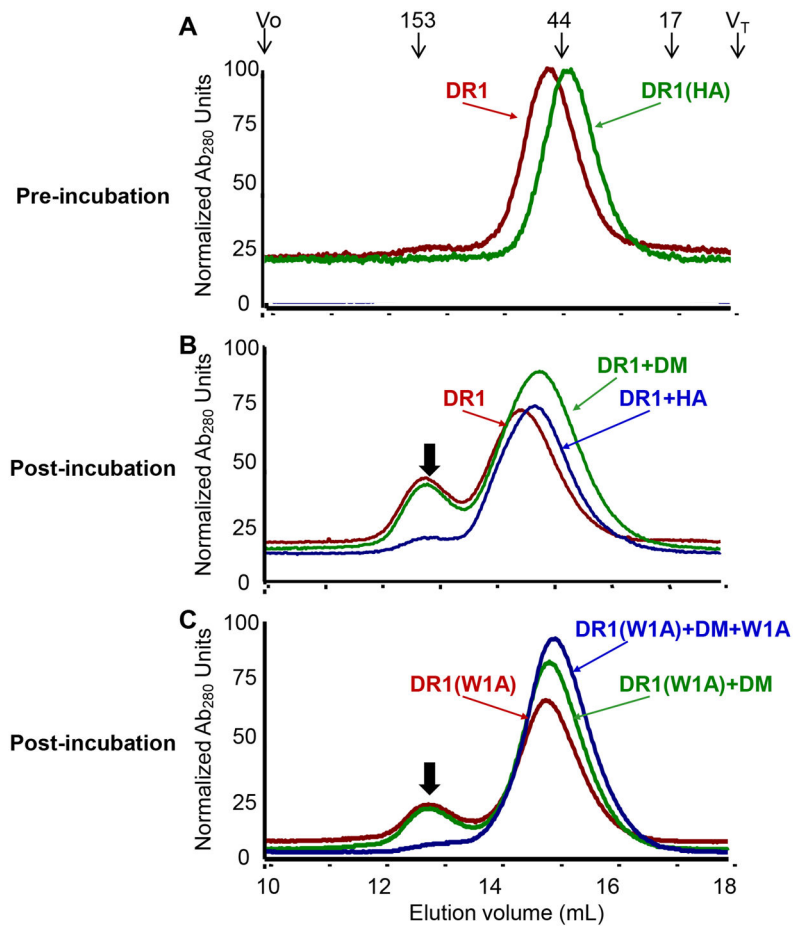 A
Vo 153 44 17 VT
100
75
50
25
0
Normalized Ab280 Units
Pre-incubation
DR1
DR1(HA)
B
100
75
50
25
0
Normalized Ab280 Units
Post-incubation
DR1
DR1+DM
DR1+HA
C
100
75
50
25
0
Normalized Ab280 Units
Post-incubation
DR1(W1A)
DR1(W1A)+DM+W1A
DR1(W1A)+DM
10 12 14 16 18
Elution volume (mL)